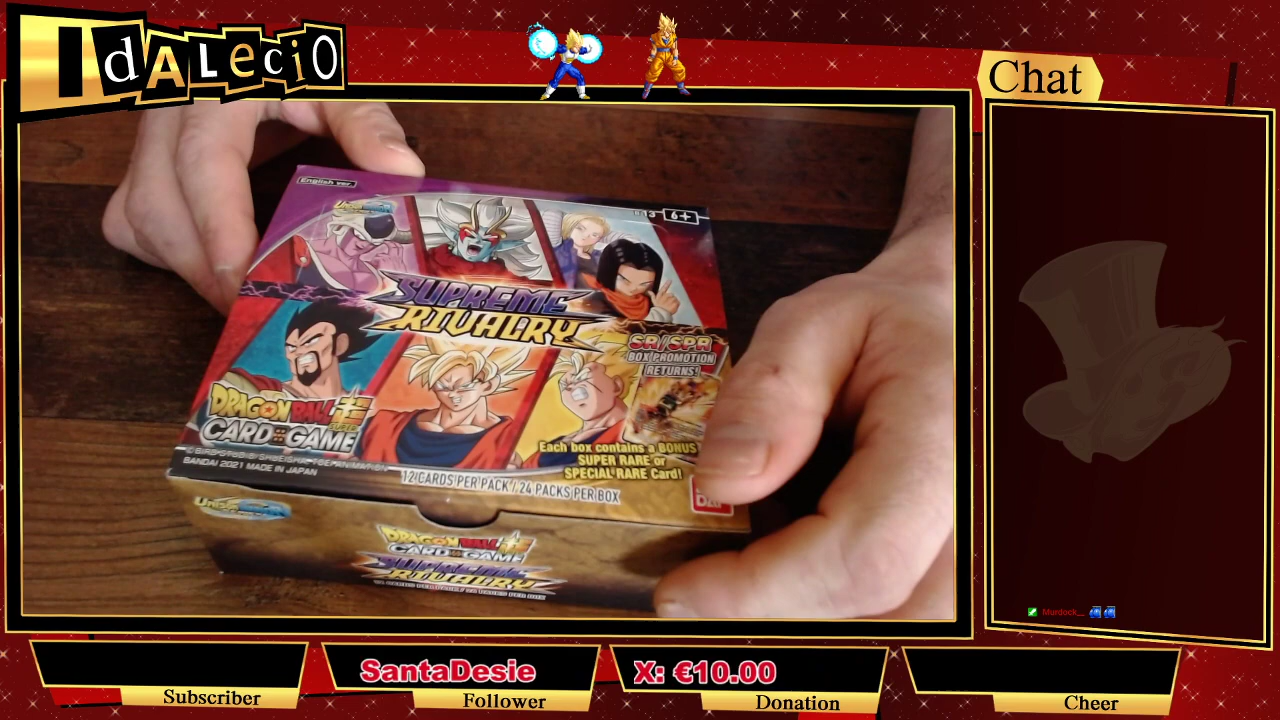 IdALeciO
Chat
English ver.
B13 6+
SUPREME
RIVALRY
SR/SPR
BOX PROMOTION
RETURNS!
DRAGON BALL SUPER
CARD GAME
Each box contains a BONUS
SUPER RARE or
SPECIAL RARE Card!
BANDAI 2021 MADE IN JAPAN
12 CARDS PER PACK / 24 PACKS PER BOX
DRAGON BALL SUPER
CARD GAME
SUPREME
RIVALRY
Murdock__
SantaDesie
X: €10.00
Subscriber
Follower
Donation
Cheer